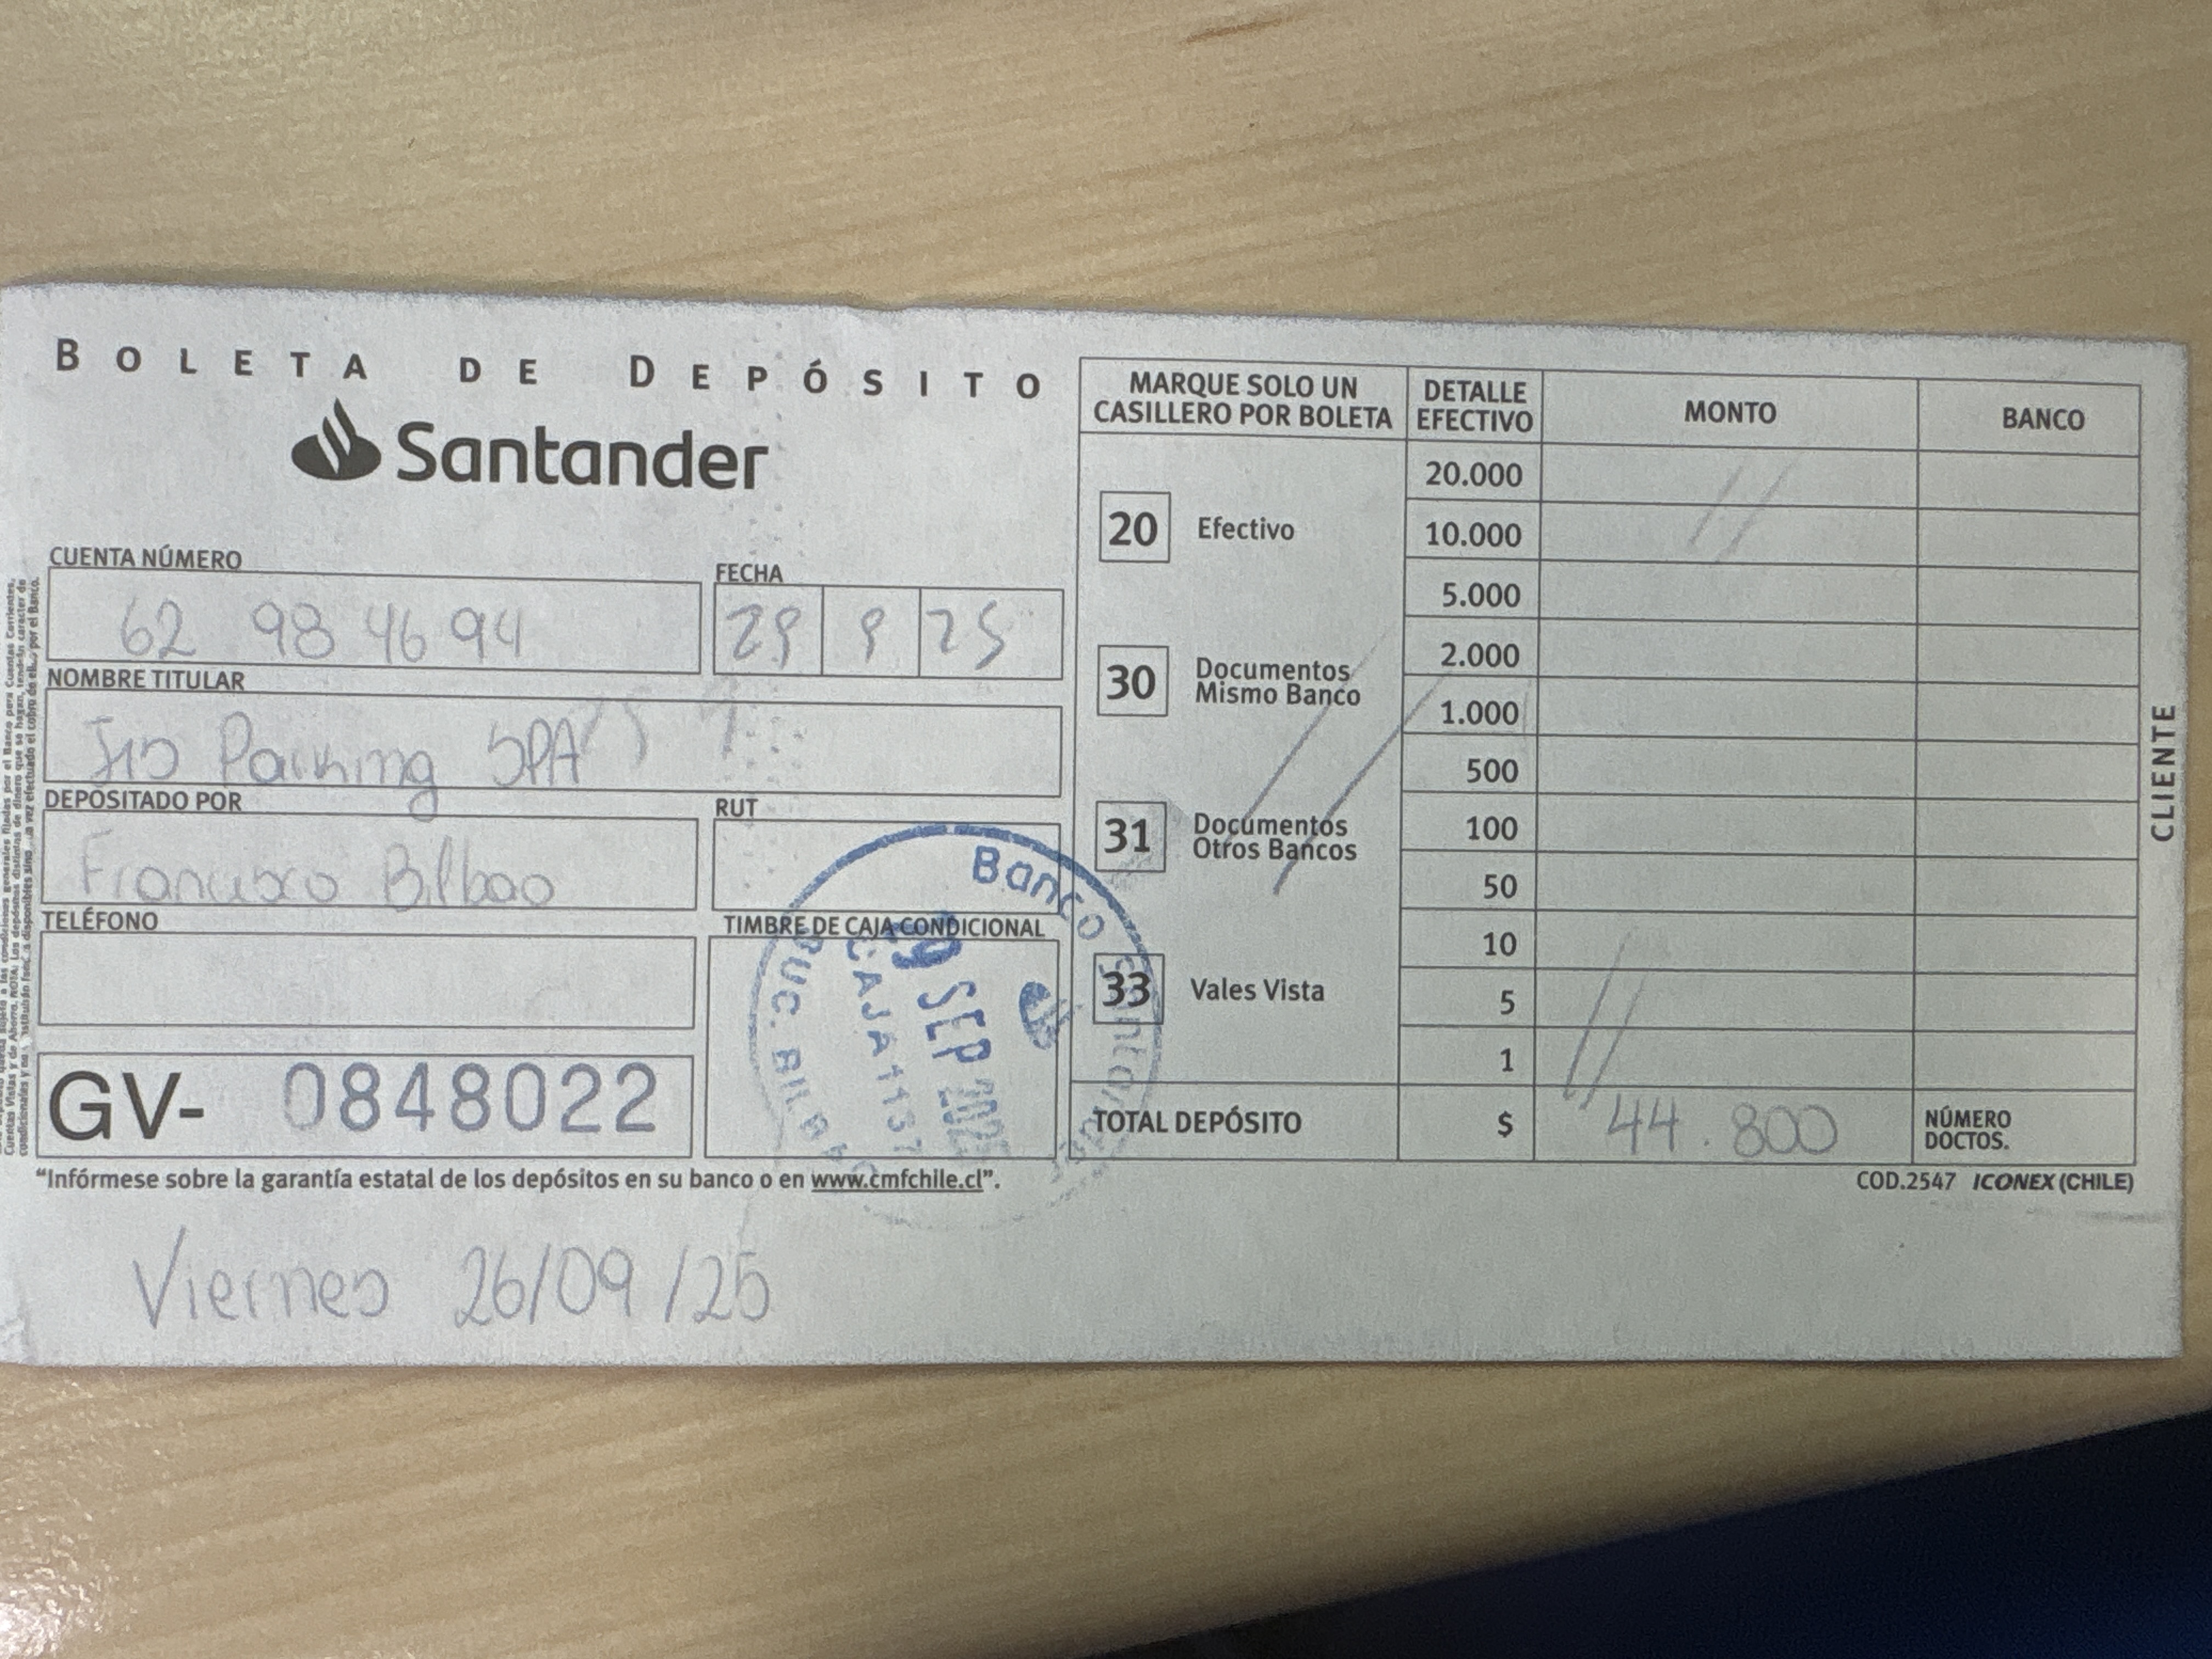 BOLETA DE DEPÓSITO
Santander
CUENTA NÚMERO
62 98 46 94
FECHA
29 9 25
NOMBRE TITULAR
Parking SPA
DEPOSITADO POR
Francisco Bilbao
RUT
TELÉFONO
TIMBRE DE CAJA CONDICIONAL
Banco Santander
SUC. BILBAO
CAJA 1137
29 SEP 2025
GV- 0848022
"Infórmese sobre la garantía estatal de los depósitos en su banco o en www.cmfchile.cl".
Viernes 26/09/25
MARQUE SOLO UN
CASILLERO POR BOLETA
20 Efectivo
30 Documentos
Mismo Banco
31 Documentos
Otros Bancos
33 Vales Vista
DETALLE
EFECTIVO
MONTO
BANCO
20.000
10.000
5.000
2.000
1.000
500
100
50
10
5
1
TOTAL DEPÓSITO $ 44.800
NÚMERO
DOCTOS.
COD.2547 ICONEX (CHILE)
CLIENTE